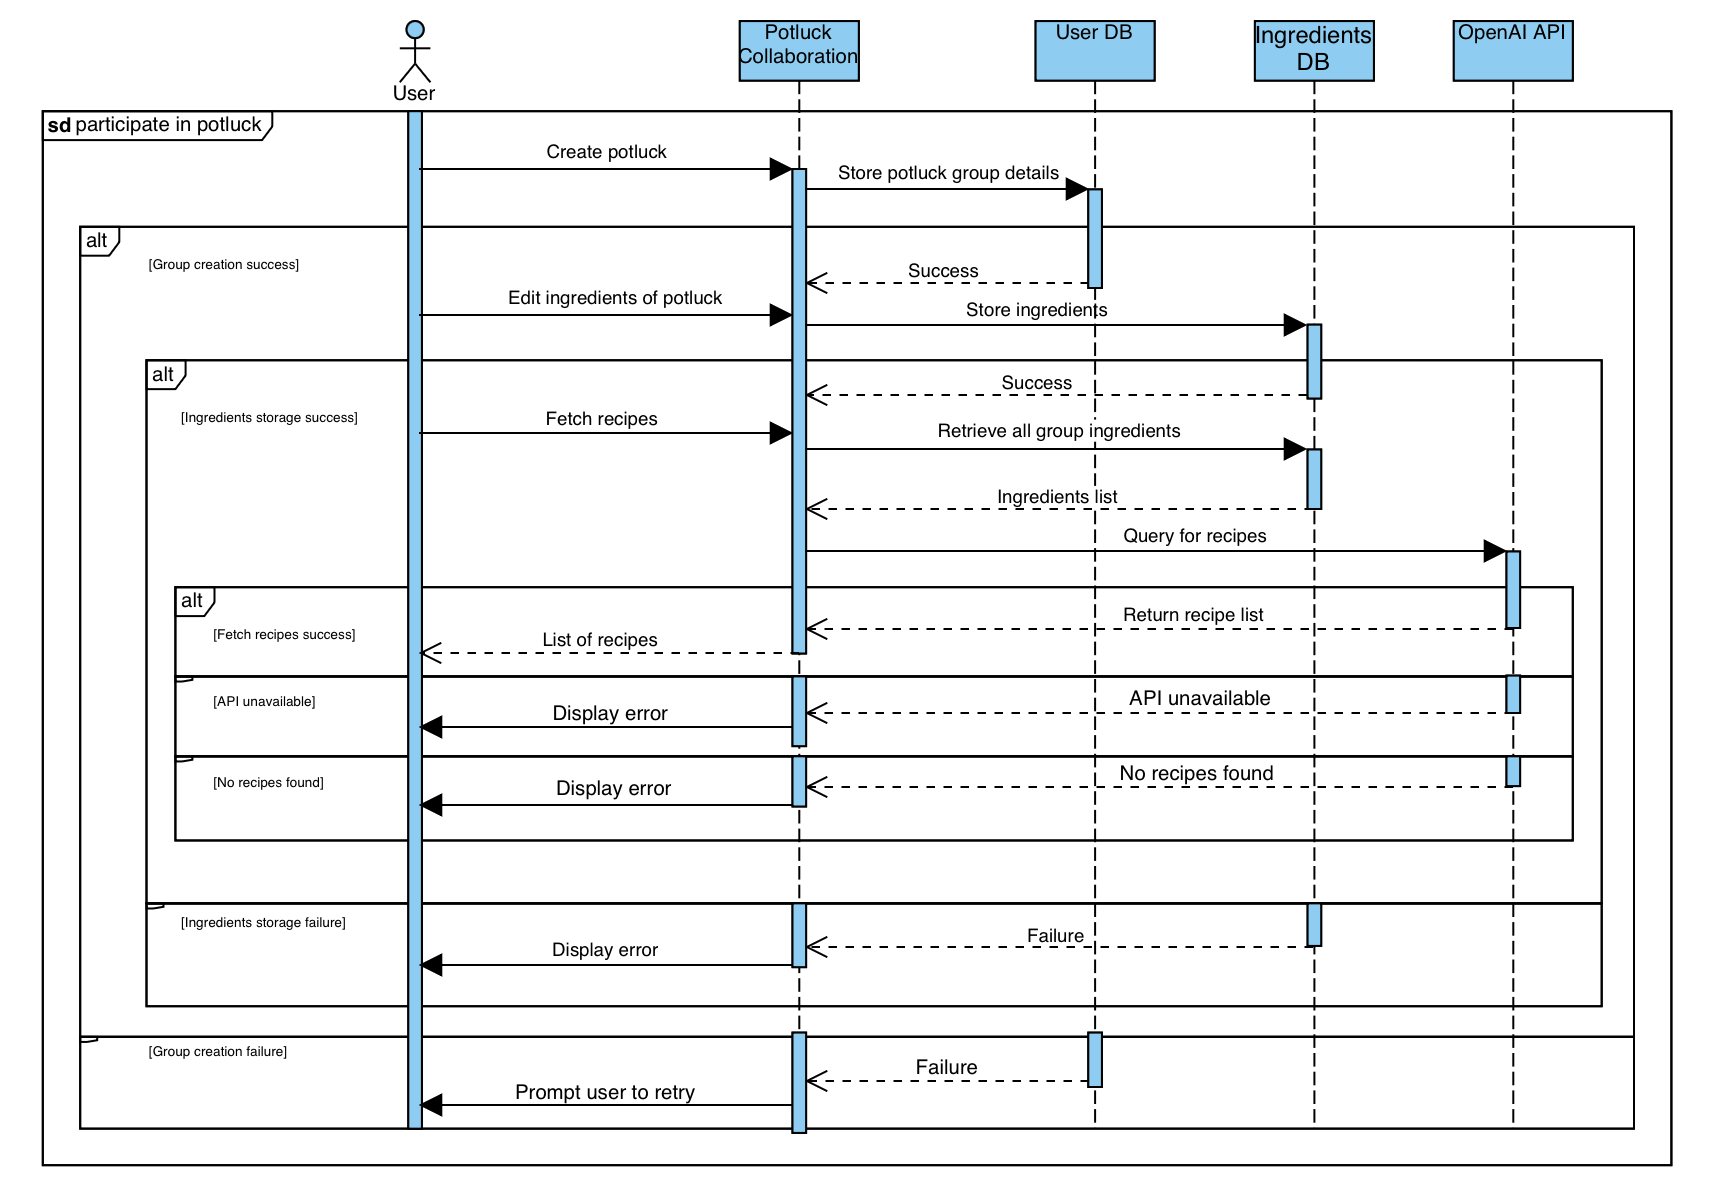 User
Potluck
Collaboration
User DB
Ingredients
DB
OpenAI API
sd participate in potluck
Create potluck
Store potluck group details
alt
[Group creation success]
Success
Edit ingredients of potluck
Store ingredients
alt
Success
[Ingredients storage success]
Fetch recipes
Retrieve all group ingredients
Ingredients list
Query for recipes
alt
Return recipe list
[Fetch recipes success]
List of recipes
[API unavailable]
API unavailable
Display error
No recipes found
[No recipes found]
Display error
[Ingredients storage failure]
Failure
Display error
[Group creation failure]
Failure
Prompt user to retry